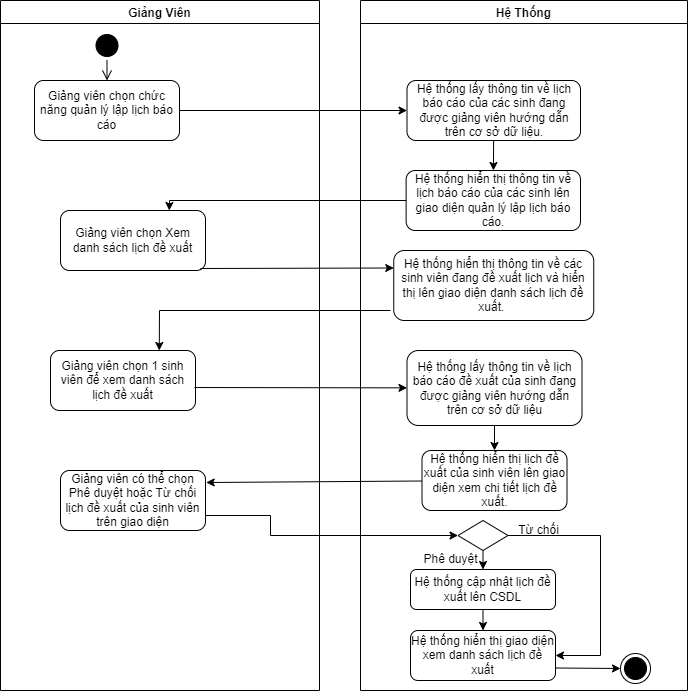 Giảng Viên
Hệ Thống
Giảng viên chọn chức
năng quản lý lập lịch báo
cáo
Hệ thống lấy thông tin về lịch
báo cáo của các sinh đang
được giảng viên hướng dẫn
trên cơ sở dữ liệu.
Hệ thống hiển thị thông tin về
lịch báo cáo của các sinh lên
giao diện quản lý lập lịch báo
cáo.
Giảng viên chọn Xem
danh sách lịch đề xuất
Hệ thống hiển thị thông tin về các
sinh viên đang đề xuất lịch và hiển
thị lên giao diện danh sách lịch đề
xuất.
Giảng viên chọn 1 sinh
viên để xem danh sách
lịch đề xuất
Hệ thống lấy thông tin về lịch
báo cáo đề xuất của sinh đang
được giảng viên hướng dẫn
trên cơ sở dữ liệu
Hệ thống hiển thị lịch đề
xuất của sinh viên lên giao
diện xem chi tiết lịch đề
xuất.
Giảng viên có thể chọn
Phê duyệt hoặc Từ chối
lịch đề xuất của sinh viên
trên giao diện
Từ chối
Phê duyệt
Hệ thống cập nhật lịch đề
xuất lên CSDL
Hệ thống hiển thị giao diện
xem danh sách lịch đề
xuất